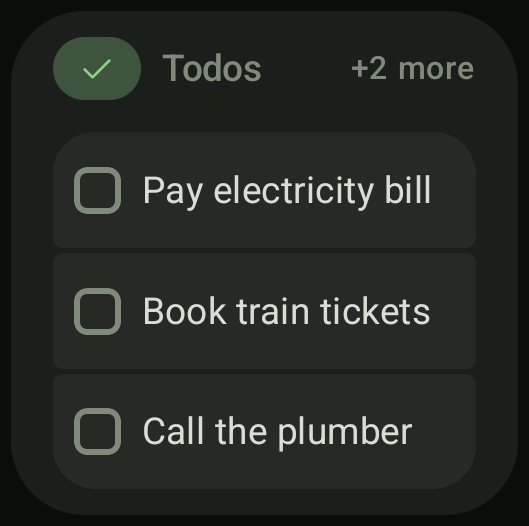 Todos +2 more
Pay electricity bill
Book train tickets
Call the plumber